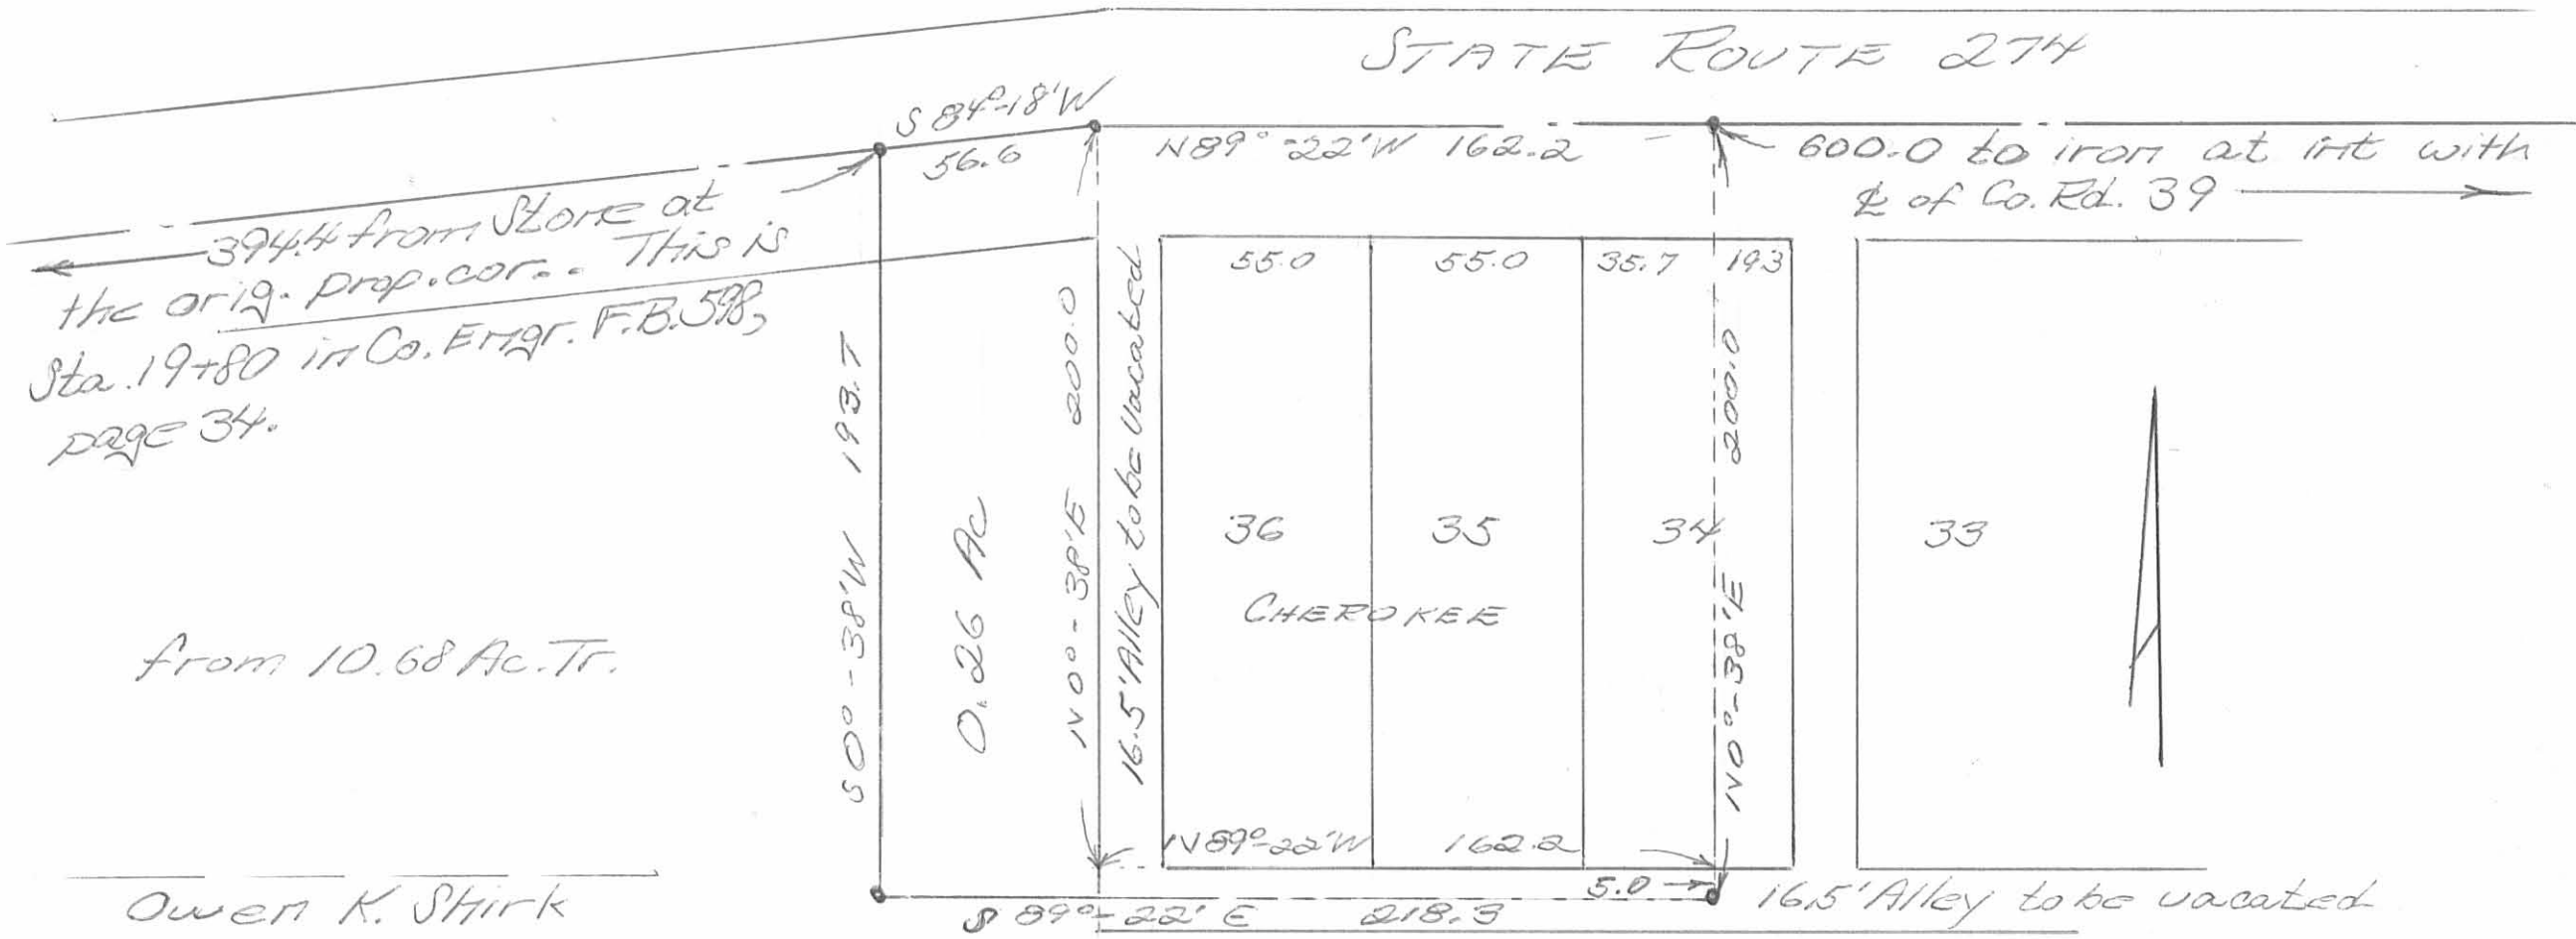 STATE ROUTE 274
S 84°-18'W
56.6
N89°-22'W 162.2
600.0 to iron at int with
℄ of Co. Rd. 39
394.4 from Stone at
the orig. prop. cor.. This is
Sta. 19+80 in Co. Engr. F.B. 598,
page 34.
55.0
55.0
35.7
19.3
S 0°-38'W 193.7
0.26 Ac
N 0°-38'E 200.0
16.5' Alley to be Vacated
36
35
34
33
CHEROKEE
N 0°-38'E 200.0
from 10.68 Ac. Tr.
N89°-22'W 162.2
Owen K. Shirk
5.0
S 89°-22' E 218.3
16.5' Alley to be vacated